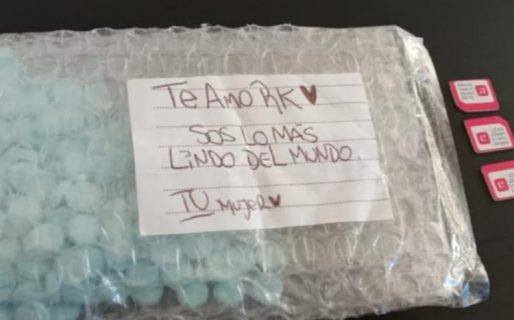 Te Amo RK♥
SOS LO MÁS
LINDO DEL MUNDO.
TU MUJER♥